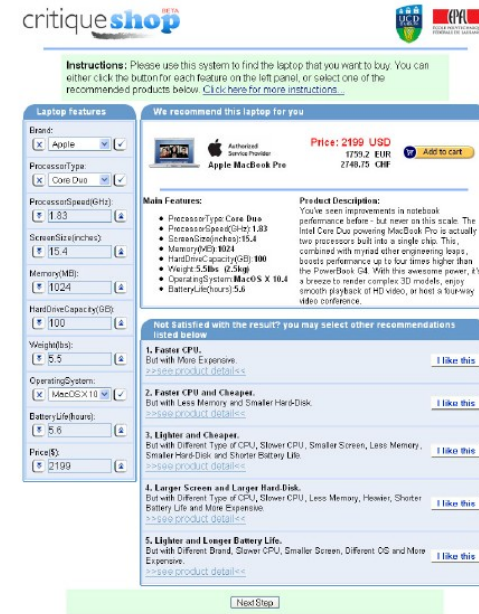 critiqueshop BETA
UCD
DUBLIN
EPFL
ÉCOLE POLYTECHNIQUE
FÉDÉRALE DE LAUSANNE
Instructions: Please use this system to find the laptop that you want to buy. You can
either click the button for each feature on the left panel, or select one of the
recommended products below. Click here for more instructions...
Laptop features
Brand:
x Apple
ProcessorType:
x Core Duo
ProcessorSpeed(GHz):
1.83
ScreenSize(inches):
15.4
Memory(MB):
1024
HardDriveCapacity(GB):
100
Weight(lbs):
5.5
OperatingSystem:
x MacOSX10
BatteryLife(hours):
5.6
Price($):
2199
We recommend this laptop for you
Authorized
Service Provider
Apple MacBook Pro
Price: 2199 USD
1759.2 EUR
2748.75 CHF
Add to cart
Main Features:
ProcessorType:Core Duo
ProcessorSpeed(GHz):1.83
ScreenSize(inches):15.4
Memory(MB):1024
HardDriveCapacity(GB):100
Weight:5.5lbs (2.5kg)
OperatingSystem:MacOS X 10.4
BatteryLife(hours):5.6
Product Description:
You've seen improvements in notebook
performance before - but never on this scale. The
Intel Core Duo powering MacBook Pro is actually
two processors built into a single chip. This,
combined with myriad other engineering leaps,
boosts performance up to four times higher than
the PowerBook G4. With this awesome power, it's
a breeze to render complex 3D models, enjoy
smooth playback of HD video, or host a four-way
video conference.
Not Satisfied with the result? you may select other recommendations
listed below
1. Faster CPU.
But with More Expensive.
>>see product detail<<
I like this
2. Faster CPU and Cheaper.
But with Less Memory and Smaller Hard-Disk.
>>see product detail<<
I like this
3. Lighter and Cheaper.
But with Different Type of CPU, Slower CPU, Smaller Screen, Less Memory,
Smaller Hard-Disk and Shorter Battery Life.
>>see product detail<<
I like this
4. Larger Screen and Larger Hard-Disk.
But with Different Type of CPU, Slower CPU, Less Memory, Heavier, Shorter
Battery Life and More Expensive.
>>see product detail<<
I like this
5. Lighter and Longer Battery Life.
But with Different Brand, Slower CPU, Smaller Screen, Different OS and More
Expensive.
>>see product detail<<
I like this
Next Step